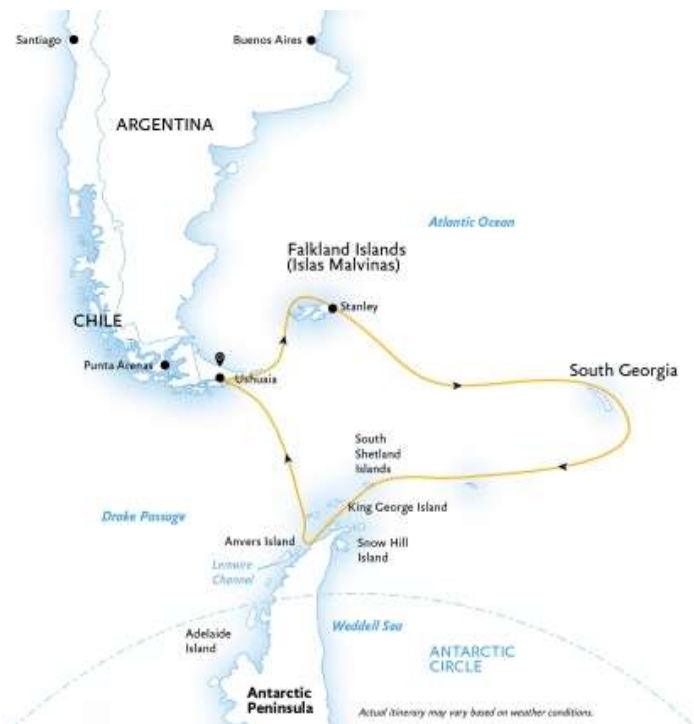 Santiago
Buenos Aires
ARGENTINA
Atlantic Ocean
Falkland Islands
(Islas Malvinas)
Stanley
CHILE
Punta Arenas
Ushuaia
South Georgia
South
Shetland
Islands
King George Island
Drake Passage
Anvers Island
Snow Hill
Island
Lemaire
Channel
Adelaide
Island
Weddell Sea
ANTARCTIC
CIRCLE
Antarctic
Peninsula
Actual itinerary may vary based on weather conditions.